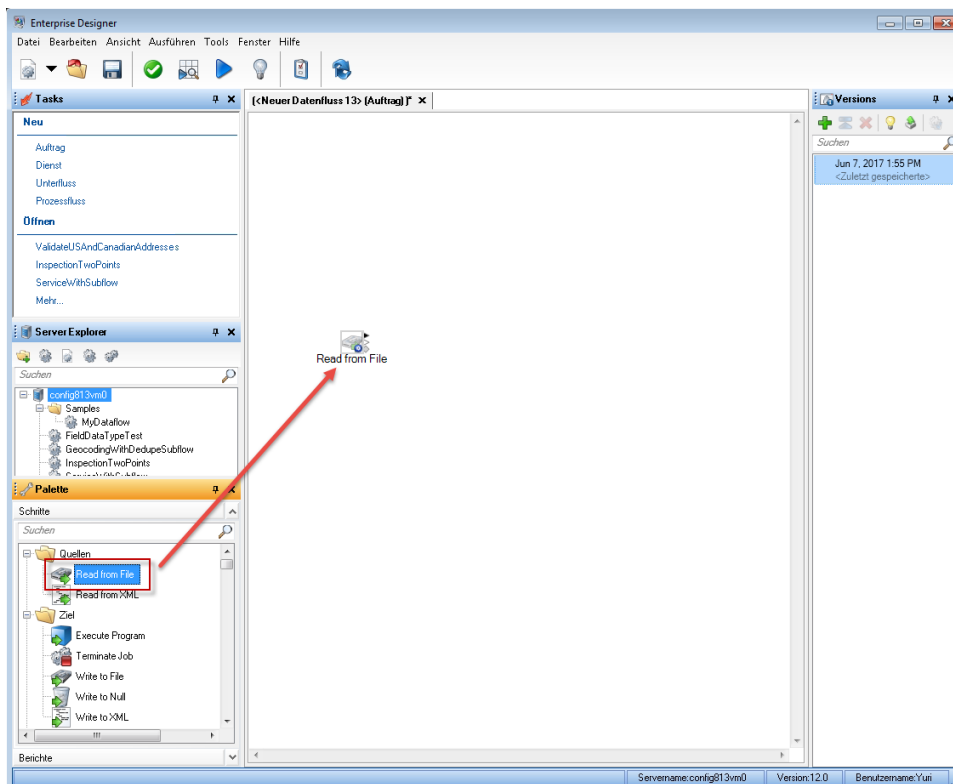 Enterprise Designer
Datei Bearbeiten Ansicht Ausführen Tools Fenster Hilfe
Tasks
Neu
Auftrag
Dienst
Unterfluss
Prozessfluss
Öffnen
ValidateUSAndCanadianAddresses
InspectionTwoPoints
ServiceWithSubflow
Mehr...
Server Explorer
Suchen
config813vm0
Samples
MyDataflow
FieldDataTypeTest
GeocodingWithDedupeSubflow
InspectionTwoPoints
ServiceWithSubflow
Palette
Schritte
Suchen
Quellen
Read from File
Read from XML
Ziel
Execute Program
Terminate Job
Write to File
Write to Null
Write to XML
Berichte
(<Neuer Datenfluss 13> (Auftrag))*
Read from File
Versions
Suchen
Jun 7, 2017 1:55 PM
<Zuletzt gespeicherte>
Servername:config813vm0 Version:12.0 Benutzername:Yuri